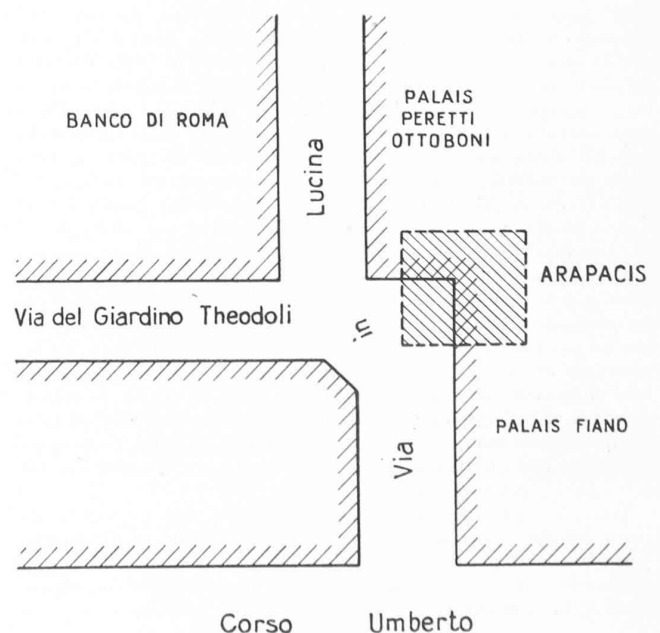 BANCO DI ROMA
PALAIS
PERETTI
OTTOBONI
Lucina
ARAPACIS
Via del Giardino Theodoli
in
Via
PALAIS FIANO
Corso Umberto